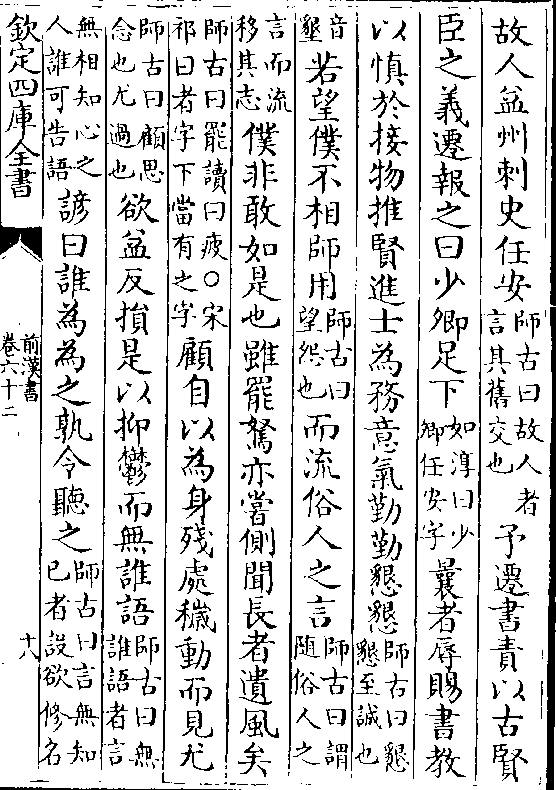 故人益州刺史任安師古曰故人者言其舊交也予遷書責以古賢
臣之義遷報之曰少卿足下如淳曰少卿任安字曩者辱賜書教
以慎於接物推賢進士為務意氣勤勤懇懇師古曰懇懇至誠也
音懇若望僕不相師用師古曰望怨也而流俗人之言師古曰謂隨俗人之
言而流移其志僕非敢如是也雖罷駑亦嘗側聞長者遺風矣
師古曰罷讀曰疲○宋祁曰者字下當有之字顧自以為身殘處穢動而見尤
師古曰顧思念也尤過也欲益反損是以抑鬱而無誰語師古曰無誰語者言
無相知心之人誰可告語諺曰誰為為之孰令聽之師古曰言無知己者設欲修名
欽定四庫全書
前漢書
卷六十二
十八